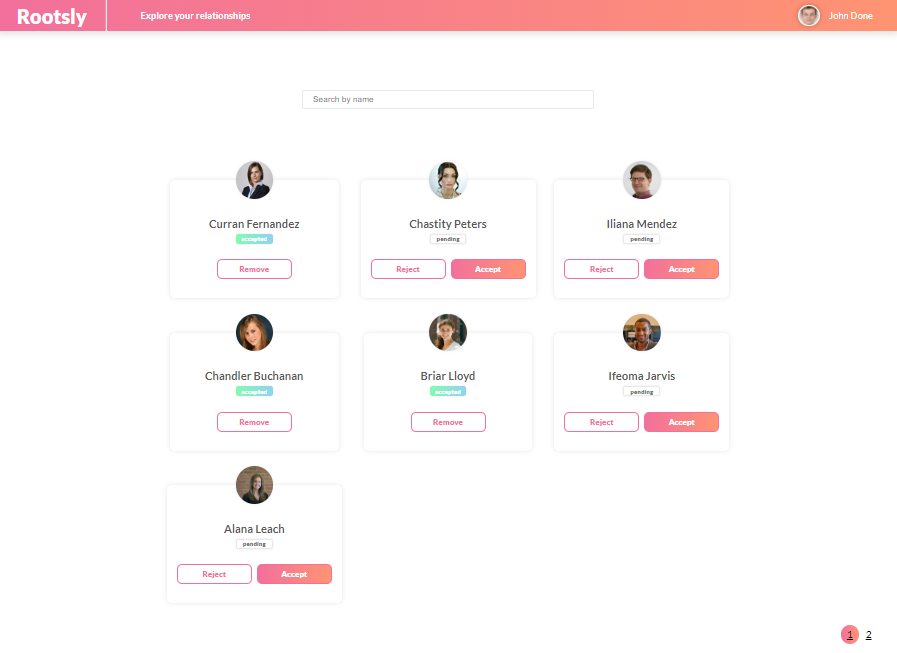 Rootsly
Explore your relationships
John Done
Search by name
Curran Fernandez
accepted
Remove
Chastity Peters
pending
Reject
Accept
Iliana Mendez
pending
Reject
Accept
Chandler Buchanan
accepted
Remove
Briar Lloyd
accepted
Remove
Ifeoma Jarvis
pending
Reject
Accept
Alana Leach
pending
Reject
Accept
1 2